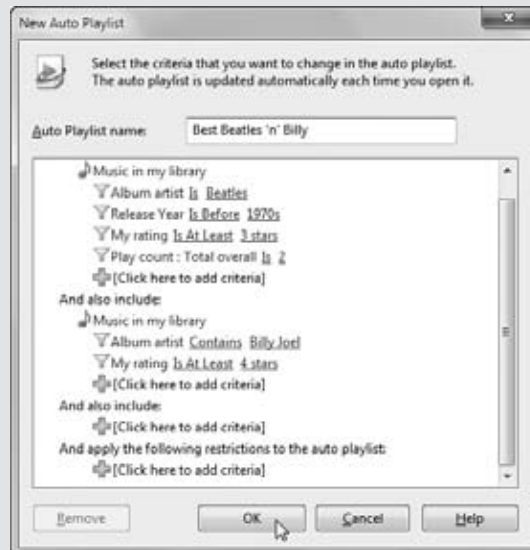 New Auto Playlist
Select the criteria that you want to change in the auto playlist.
The auto playlist is updated automatically each time you open it.
Auto Playlist name:
Best Beatles 'n' Billy
Music in my library
Album artist Is Beatles
Release Year Is Before 1970s
My rating Is At Least 3 stars
Play count : Total overall Is 2
[Click here to add criteria]
And also include:
Music in my library
Album artist Contains Billy Joel
My rating Is At Least 4 stars
[Click here to add criteria]
And also include:
[Click here to add criteria]
And apply the following restrictions to the auto playlist:
[Click here to add criteria]
Remove
OK
Cancel
Help